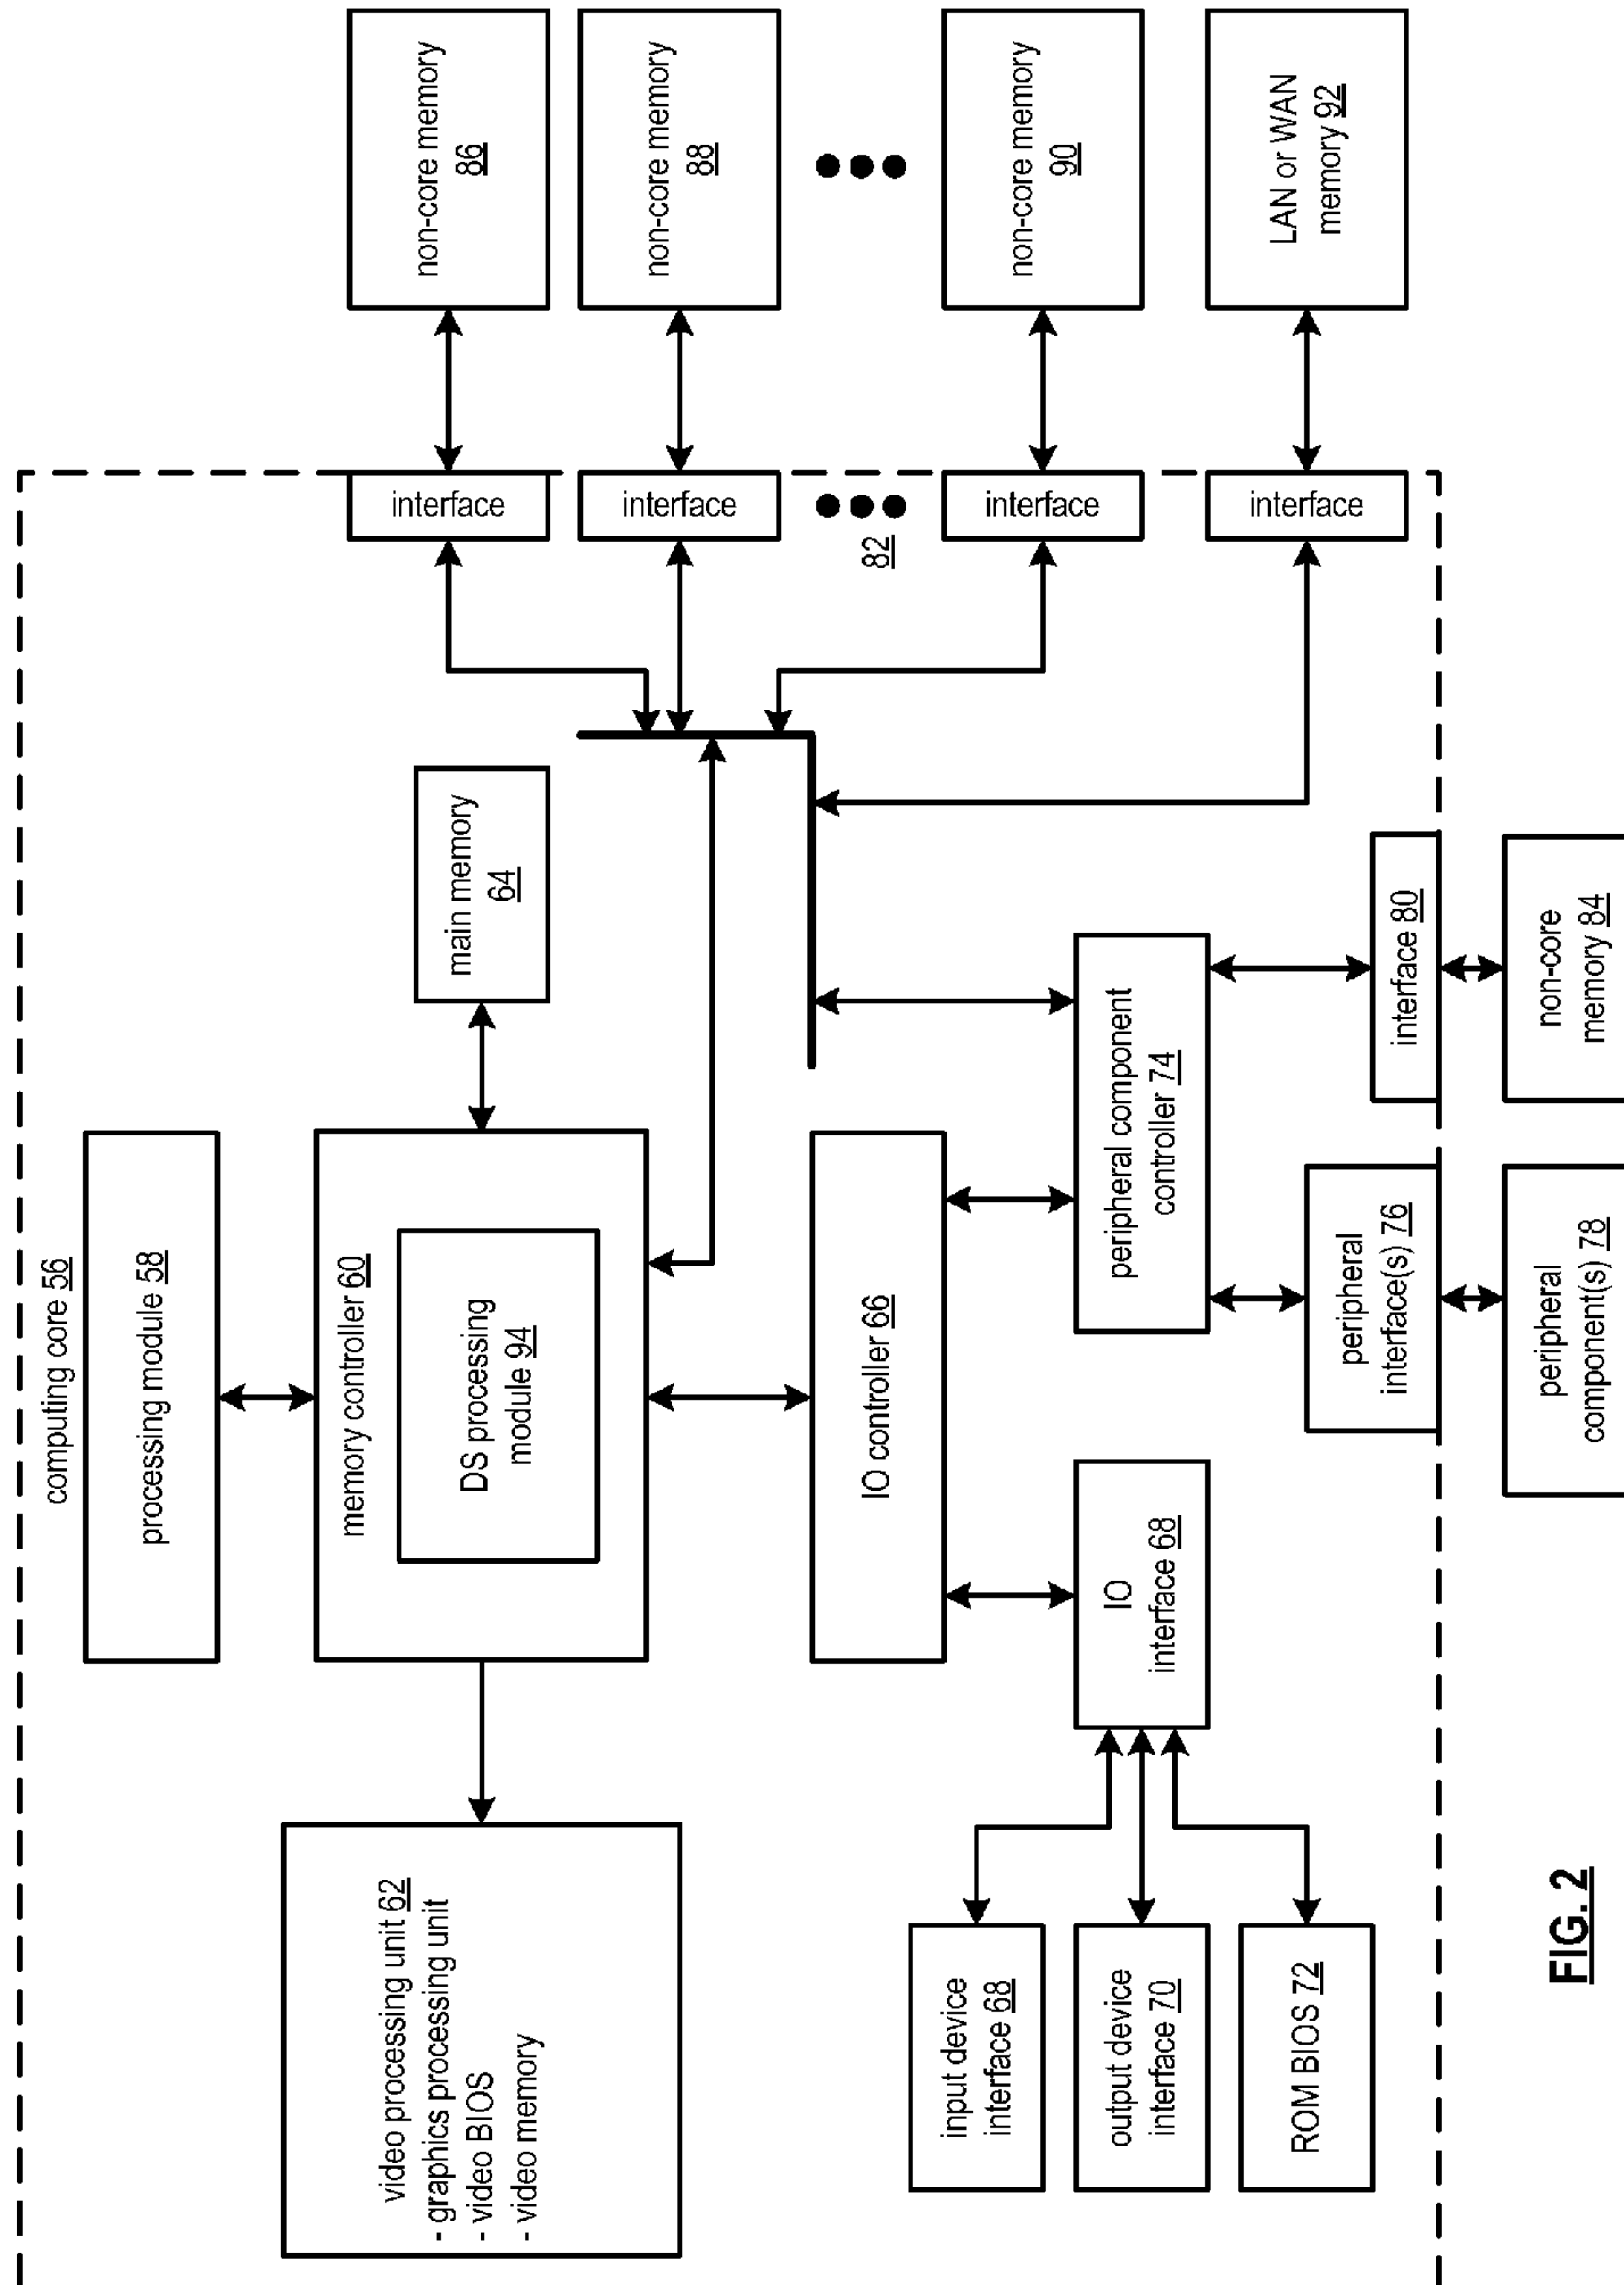 computing core 56
processing module 58
video processing unit 62
- graphics processing unit
- video BIOS
- video memory
memory controller 60
DS processing
module 94
main memory
64
IO controller 66
input device
interface 68
output device
interface 70
ROM BIOS 72
IO
interface 68
peripheral component
controller 74
peripheral
interface(s) 76
interface 80
peripheral
component(s) 78
non-core
memory 84
interface
interface
82
interface
interface
non-core memory
86
non-core memory
88
non-core memory
90
LAN or WAN
memory 92
FIG. 2